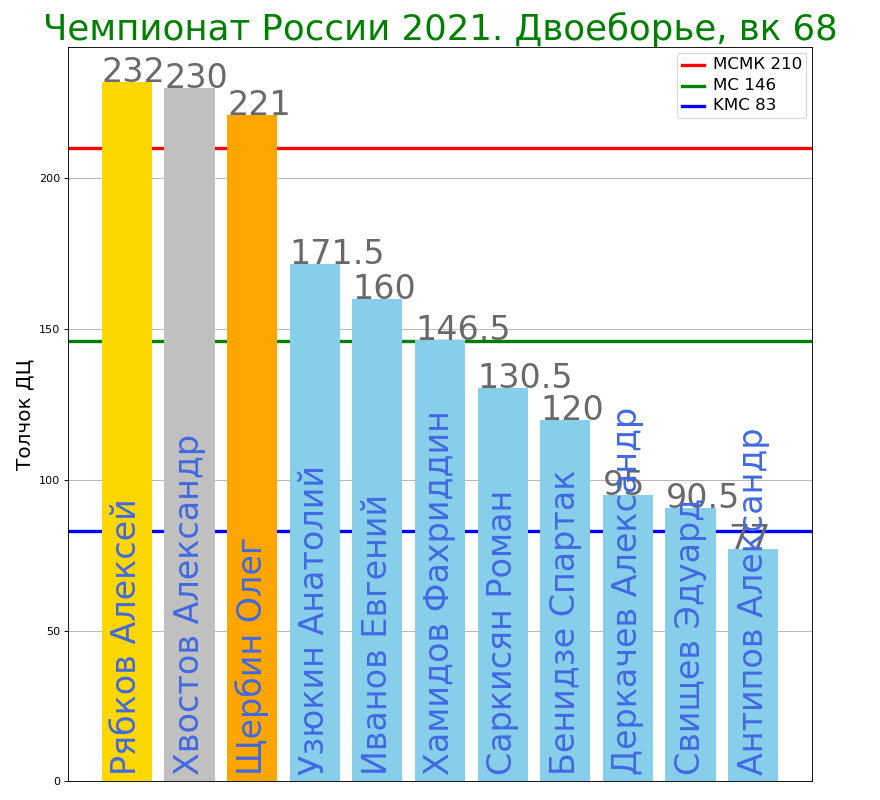 Чемпионат России 2021. Двоеборье, вк 68
МСМК 210
МС 146
КМС 83
Толчок ДЦ
200
150
100
50
0
232
230
221
171.5
160
146.5
130.5
120
95
90.5
77
Рябков Алексей
Хвостов Александр
Щербин Олег
Узюкин Анатолий
Иванов Евгений
Хамидов Фахриддин
Саркисян Роман
Бенидзе Спартак
Деркачев Александр
Свищев Эдуард
Антипов Александр